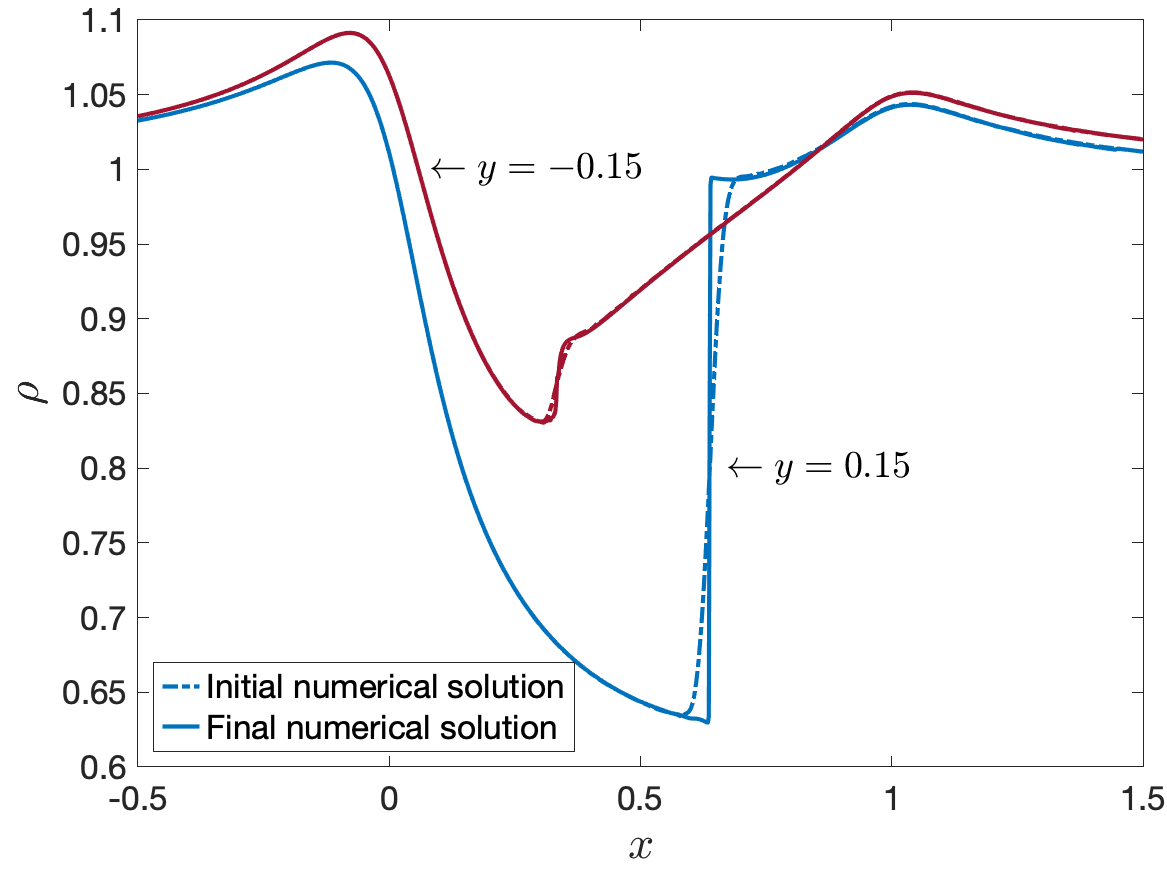 1.1
1.05
1
0.95
0.9
0.85
0.8
0.75
0.7
0.65
0.6
ρ
← y = −0.15
← y = 0.15
Initial numerical solution
Final numerical solution
-0.5 0 0.5 1 1.5
x